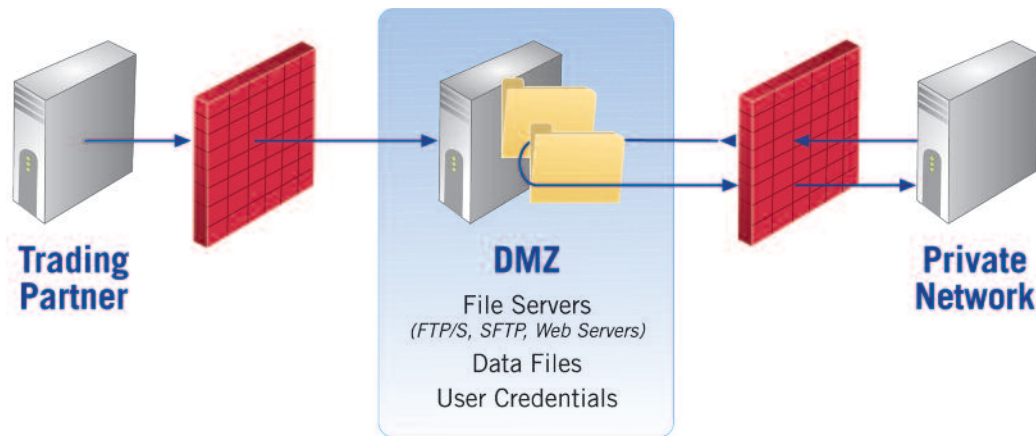 Trading
Partner
DMZ
File Servers
(FTP/S, SFTP, Web Servers)
Data Files
User Credentials
Private
Network